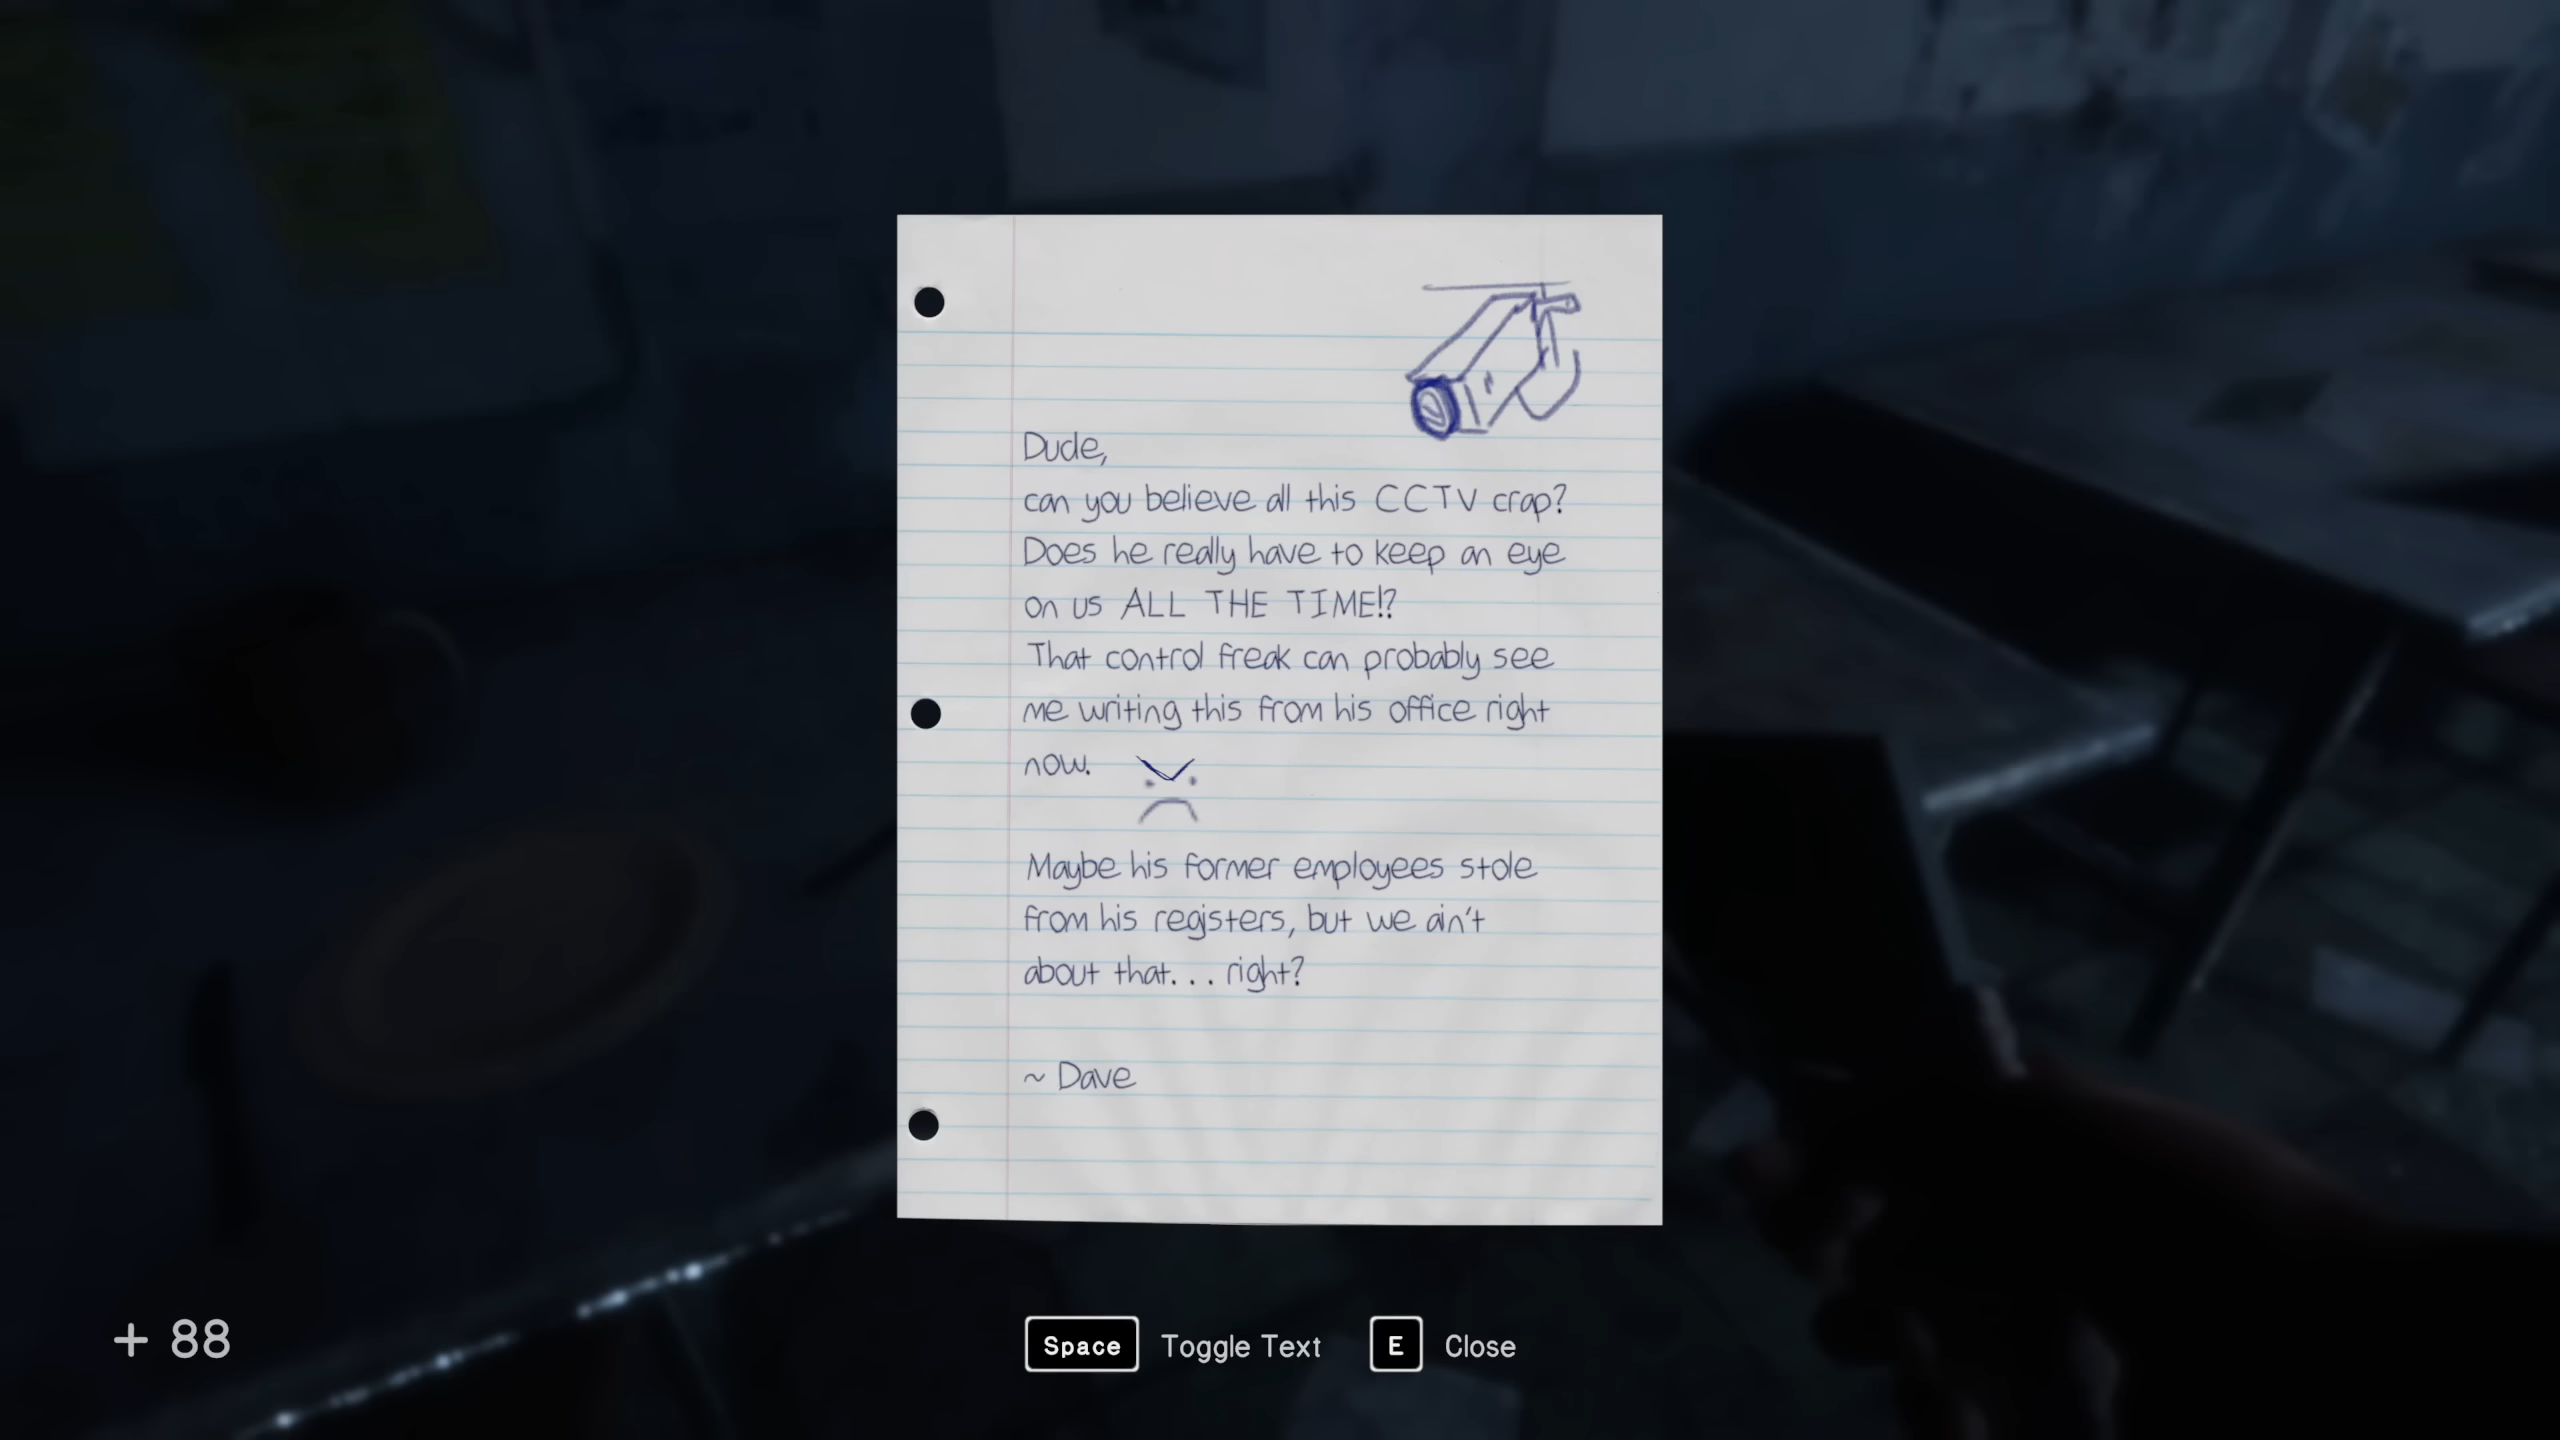 Dude,
can you believe all this CCTV crap?
Does he really have to keep an eye
on us ALL THE TIME!?
That control freak can probably see
me writing this from his office right
now.
Maybe his former employees stole
from his registers, but we ain't
about that... right?
~ Dave
+ 88
Space Toggle Text E Close